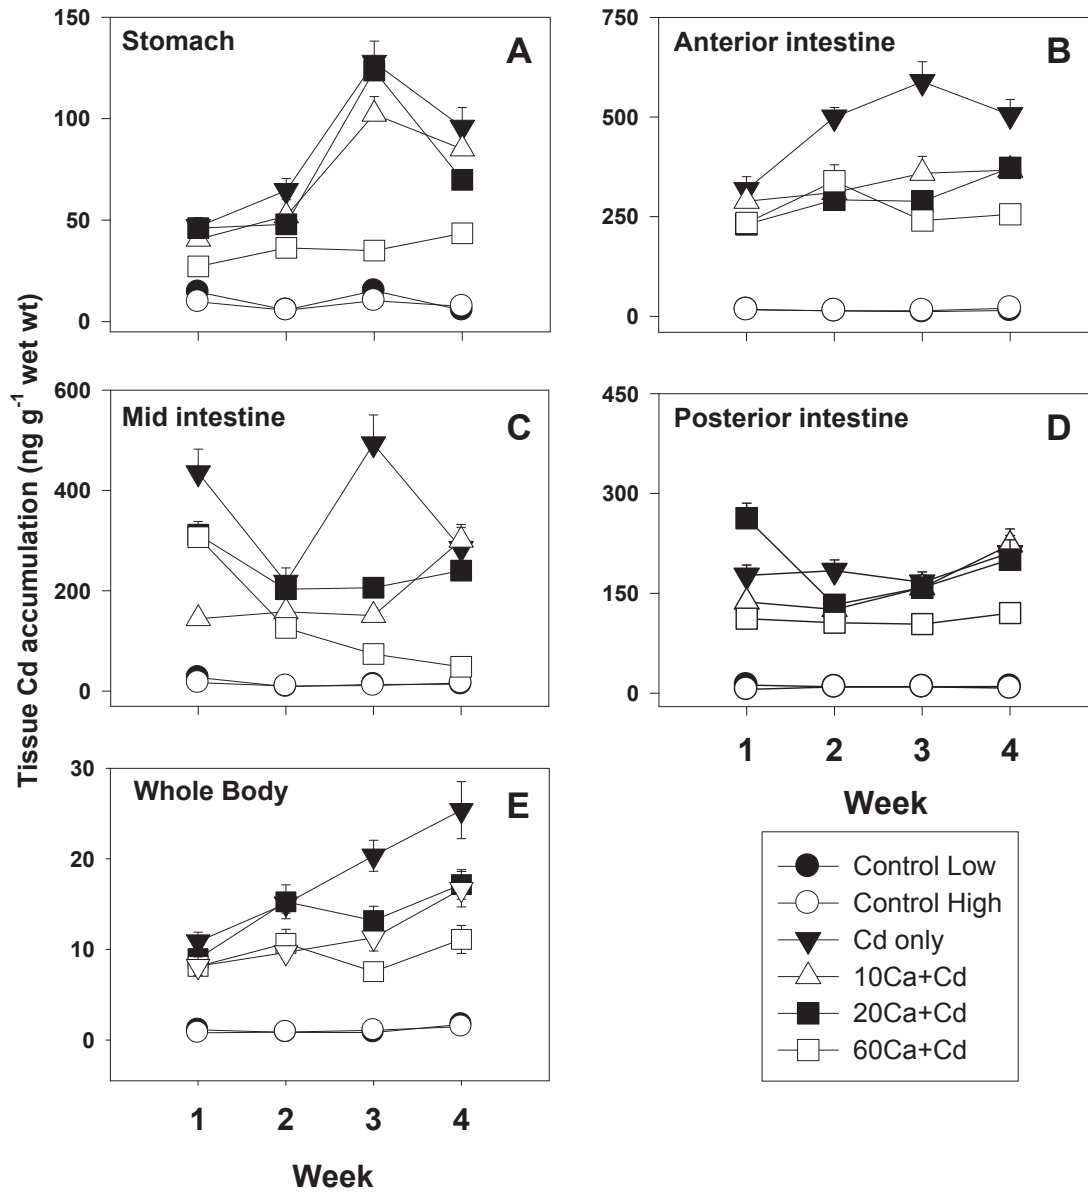 Tissue Cd accumulation (ng g⁻¹ wet wt)
150
100
50
0
Stomach
A
750
500
250
0
Anterior intestine
B
600
400
200
0
Mid intestine
C
450
300
150
0
Posterior intestine
D
1 2 3 4
Week
30
20
10
0
Whole Body
E
1 2 3 4
Week
Control Low
Control High
Cd only
10Ca+Cd
20Ca+Cd
60Ca+Cd